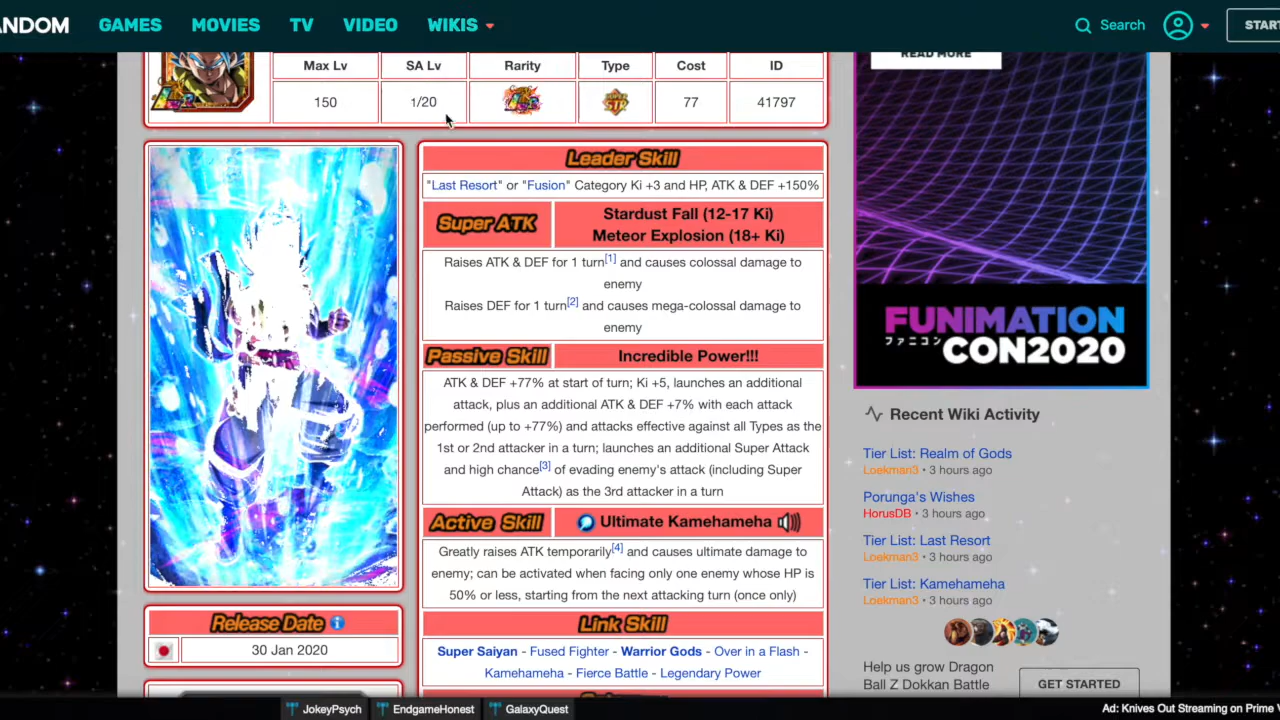 ANDOM GAMES MOVIES TV VIDEO WIKIS Search START
Max Lv SA Lv Rarity Type Cost ID
150 1/20 LR SUPER STR 77 41797
Leader Skill
"Last Resort" or "Fusion" Category Ki +3 and HP, ATK & DEF +150%
Super ATK
Stardust Fall (12-17 Ki)
Meteor Explosion (18+ Ki)
Raises ATK & DEF for 1 turn[1] and causes colossal damage to
enemy
Raises DEF for 1 turn[2] and causes mega-colossal damage to
enemy
Passive Skill Incredible Power!!!
ATK & DEF +77% at start of turn; Ki +5, launches an additional
attack, plus an additional ATK & DEF +7% with each attack
performed (up to +77%) and attacks effective against all Types as the
1st or 2nd attacker in a turn; launches an additional Super Attack
and high chance[3] of evading enemy's attack (including Super
Attack) as the 3rd attacker in a turn
Active Skill Ultimate Kamehameha
Greatly raises ATK temporarily[4] and causes ultimate damage to
enemy; can be activated when facing only one enemy whose HP is
50% or less, starting from the next attacking turn (once only)
Link Skill
Super Saiyan - Fused Fighter - Warrior Gods - Over in a Flash -
Kamehameha - Fierce Battle - Legendary Power
Release Date
30 Jan 2020
READ MORE
FUNIMATION
ファニコン CON2020
Recent Wiki Activity
Tier List: Realm of Gods
Loekman3 • 3 hours ago
Porunga's Wishes
HorusDB • 3 hours ago
Tier List: Last Resort
Loekman3 • 3 hours ago
Tier List: Kamehameha
Loekman3 • 3 hours ago
Help us grow Dragon
Ball Z Dokkan Battle
GET STARTED
JokeyPsych EndgameHonest GalaxyQuest Ad: Knives Out Streaming on Prime V